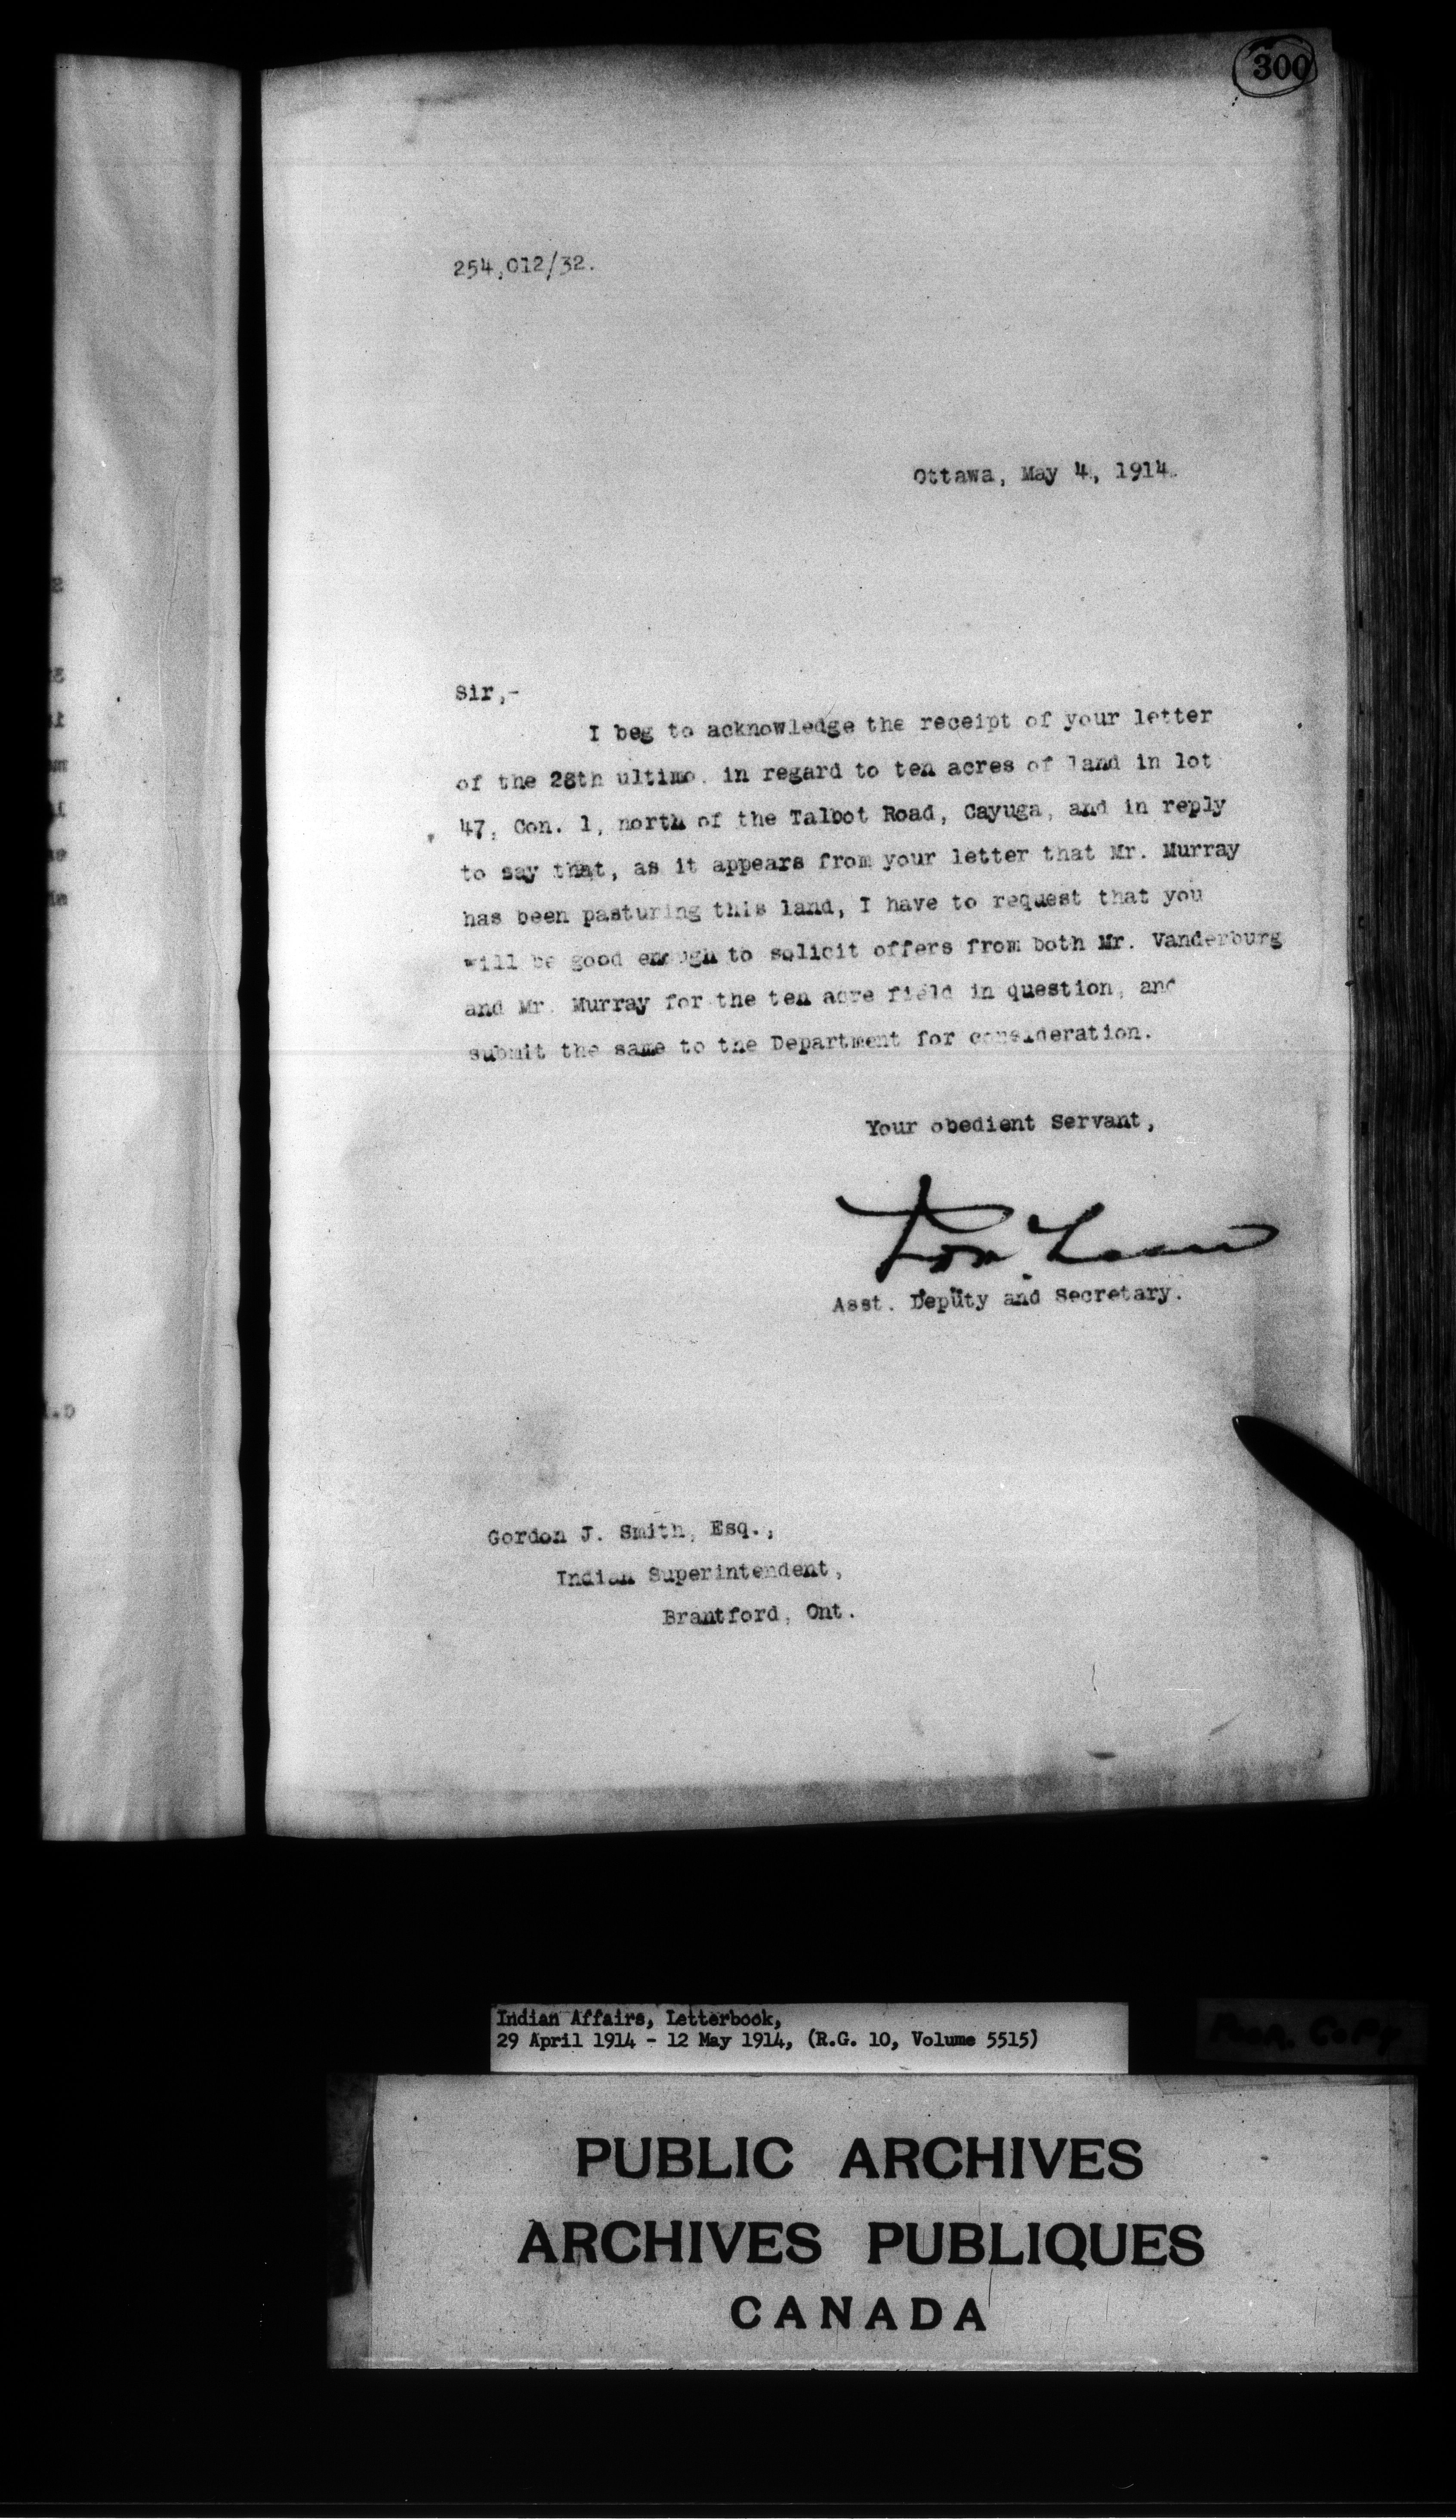 300
254,012/32.
Ottawa, May 4, 1914.
Sir,-
I beg to acknowledge the receipt of your letter
of the 28th ultimo, in regard to ten acres of land in lot
47, Con. 1, north of the Talbot Road, Cayuga, and in reply
to say that, as it appears from your letter that Mr. Murray
has been pasturing this land, I have to request that you
will be good enough to solicit offers from both Mr. Vanderburg
and Mr. Murray for the ten acre field in question, and
submit the same to the Department for consideration.
Your obedient Servant,
Asst. Deputy and Secretary.
Gordon J. Smith, Esq.,
Indian Superintendent,
Brantford, Ont.
Indian Affairs, Letterbook,
29 April 1914 - 12 May 1914, (R.G. 10, Volume 5515)
Copy
PUBLIC ARCHIVES
ARCHIVES PUBLIQUES
CANADA